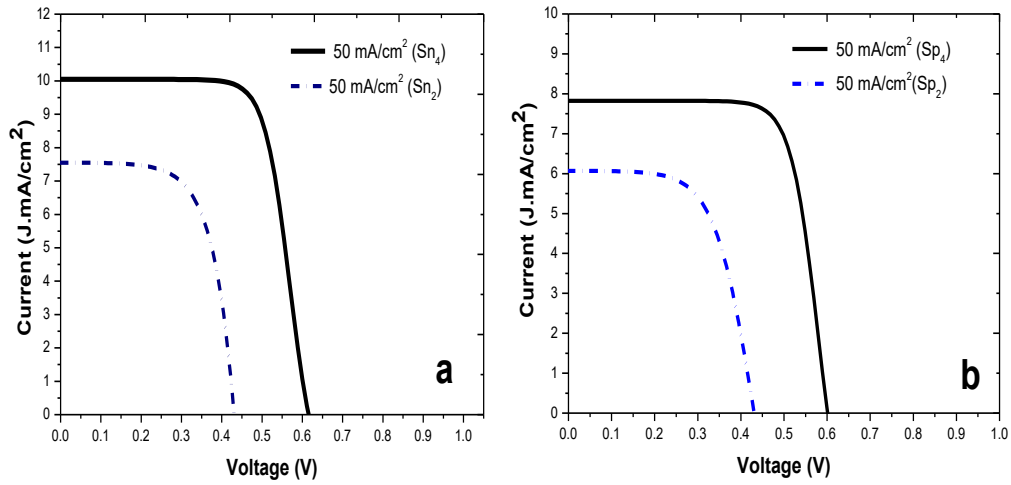 12
11
10
9
8
7
6
5
4
3
2
1
0
0.0 0.1 0.2 0.3 0.4 0.5 0.6 0.7 0.8 0.9 1.0
Current (J.mA/cm²)
Voltage (V)
50 mA/cm² (Sn₄)
50 mA/cm² (Sn₂)
a
10
9
8
7
6
5
4
3
2
1
0
0.0 0.1 0.2 0.3 0.4 0.5 0.6 0.7 0.8 0.9 1.0
Current (J.mA/cm²)
Voltage (V)
50 mA/cm² (Sp₄)
50 mA/cm²(Sp₂)
b